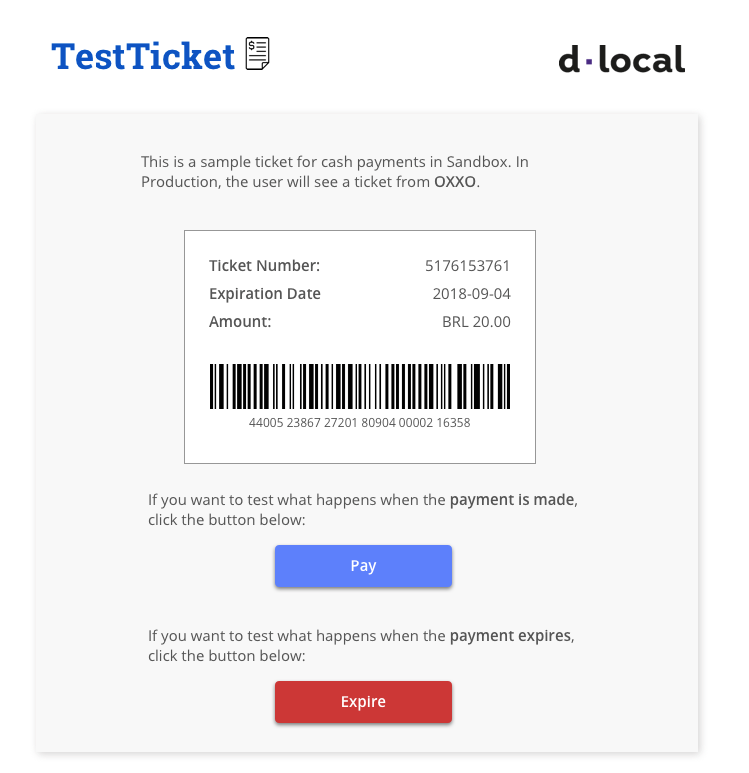 TestTicket
d·local
This is a sample ticket for cash payments in Sandbox. In
Production, the user will see a ticket from OXXO.
Ticket Number: 5176153761
Expiration Date 2018-09-04
Amount: BRL 20.00
44005 23867 27201 80904 00002 16358
If you want to test what happens when the payment is made,
click the button below:
Pay
If you want to test what happens when the payment expires,
click the button below:
Expire